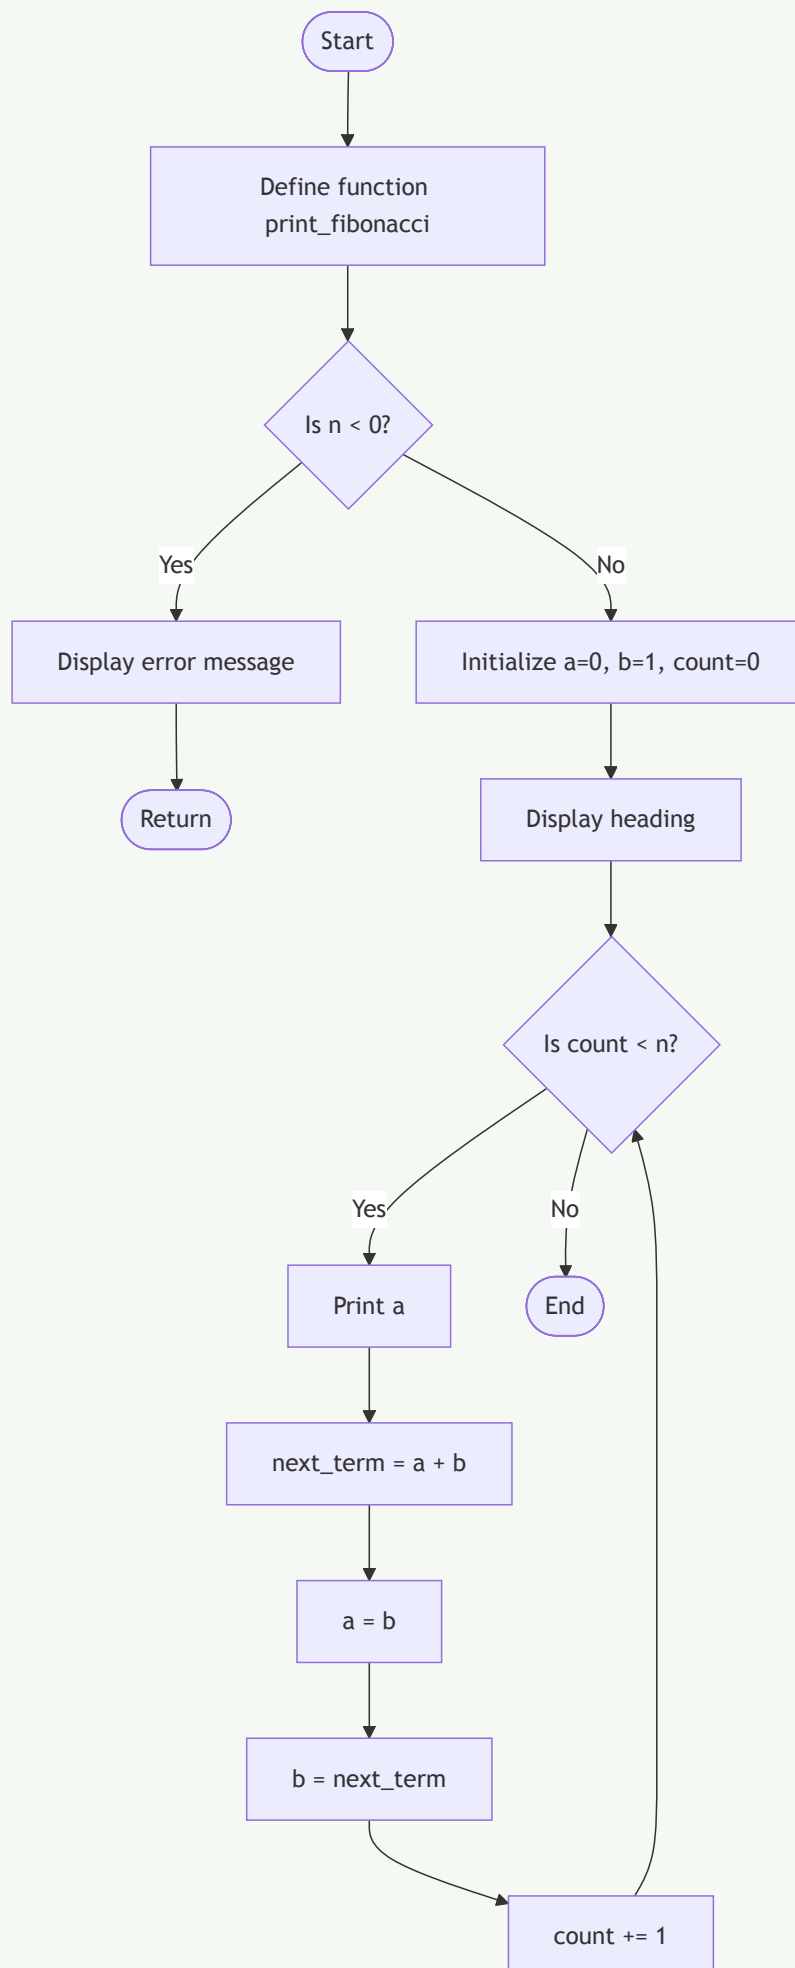 Start
Define function
print_fibonacci
Is n < 0?
Yes
No
Display error message
Initialize a=0, b=1, count=0
Return
Display heading
Is count < n?
Yes
No
Print a
End
next_term = a + b
a = b
b = next_term
count += 1